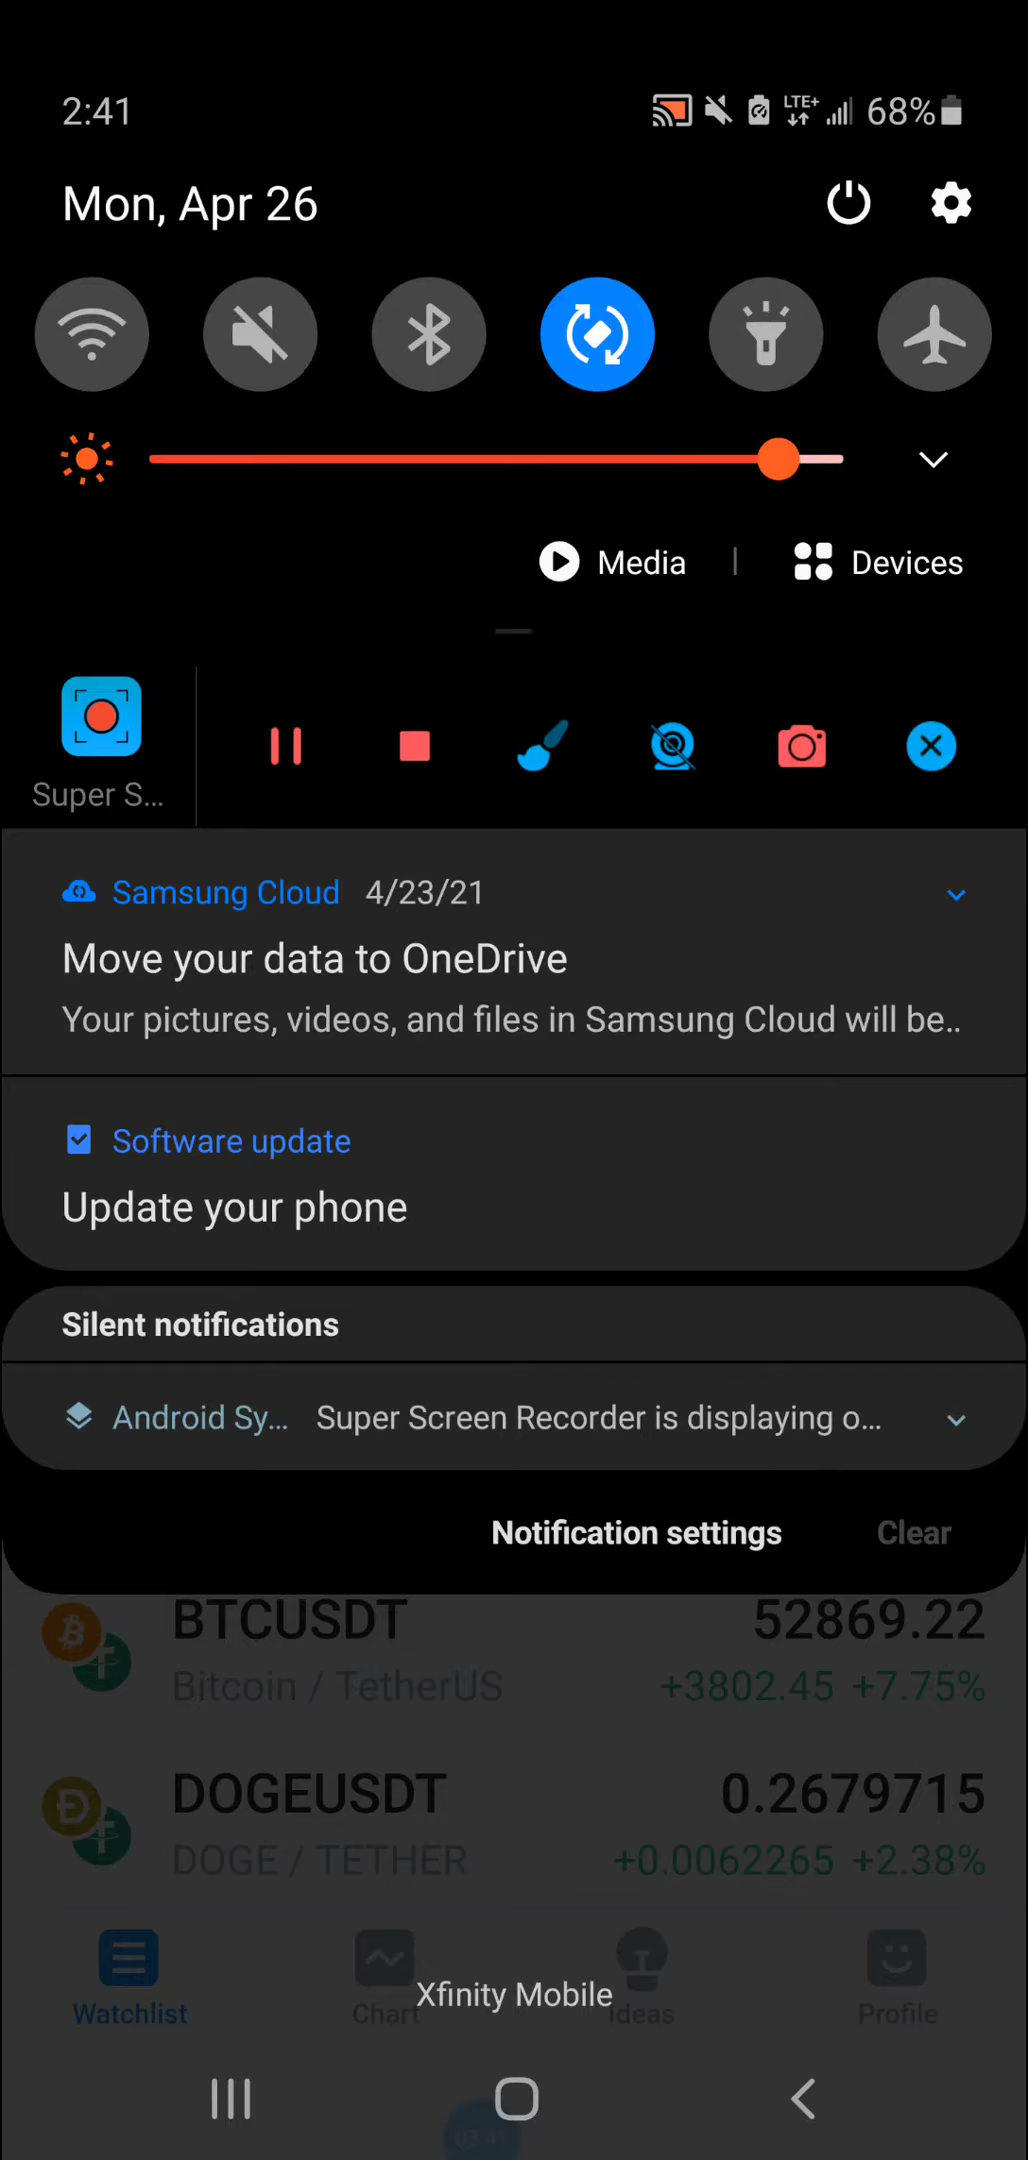 2:41 LTE+ 68%
Mon, Apr 26
Media | Devices
Super S...
Samsung Cloud 4/23/21
Move your data to OneDrive
Your pictures, videos, and files in Samsung Cloud will be..
Software update
Update your phone
Silent notifications
Android Sy... Super Screen Recorder is displaying o...
Notification settings Clear
BTCUSDT 52869.22
Bitcoin / TetherUS +3802.45 +7.75%
DOGEUSDT 0.2679715
DOGE / TETHER +0.0062265 +2.38%
Watchlist Chart Ideas Profile
Xfinity Mobile
03:41